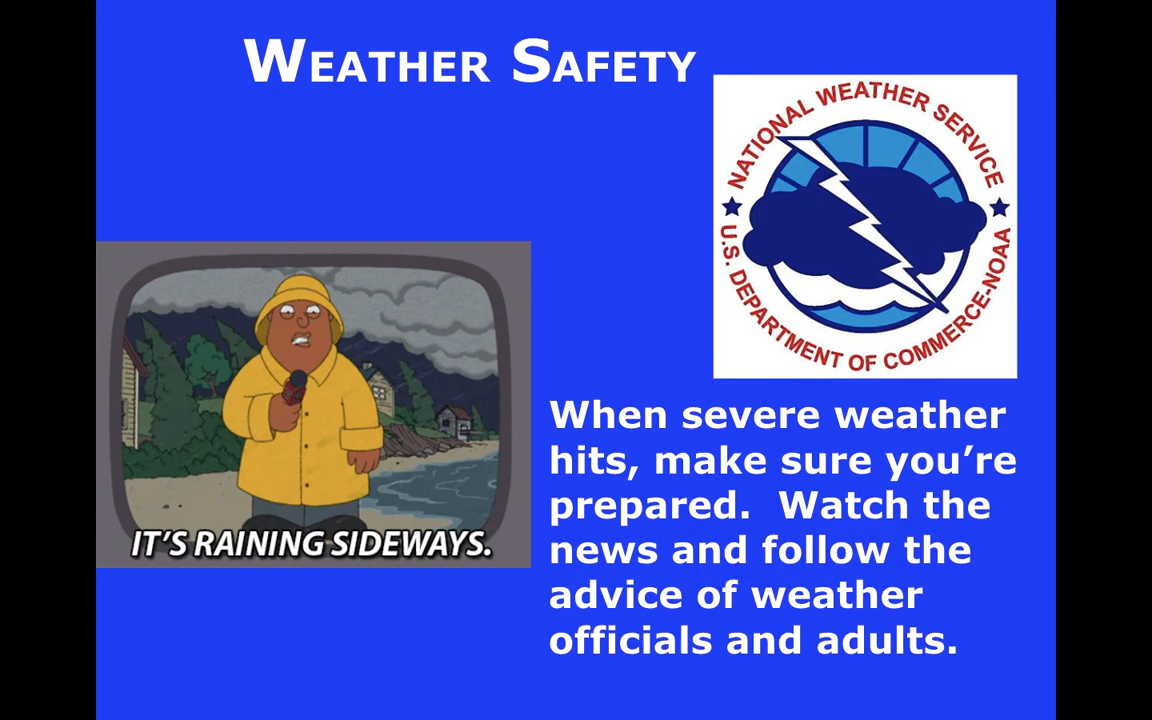 WEATHER SAFETY
NATIONAL WEATHER SERVICE
U.S. DEPARTMENT OF COMMERCE-NOAA
IT'S RAINING SIDEWAYS.
When severe weather
hits, make sure you're
prepared.  Watch the
news and follow the
advice of weather
officials and adults.